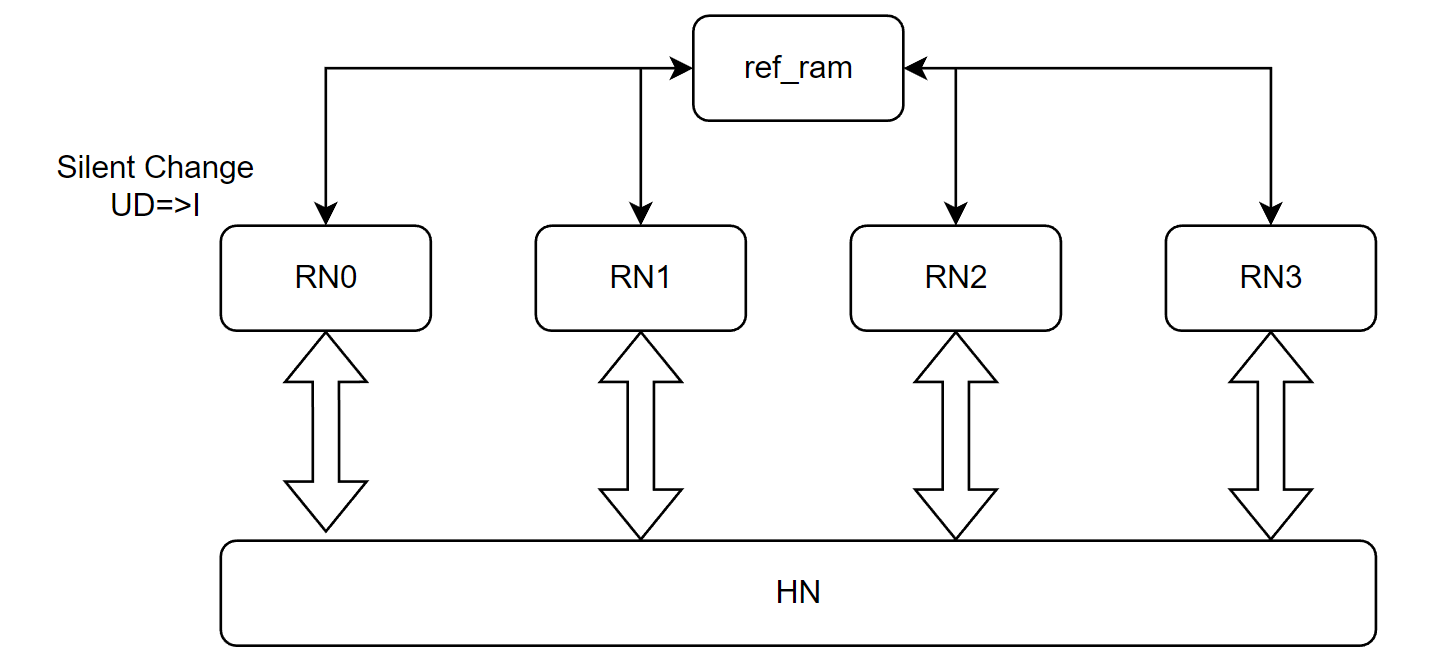 ref_ram
Silent Change
UD=>I
RN0
RN1
RN2
RN3
HN